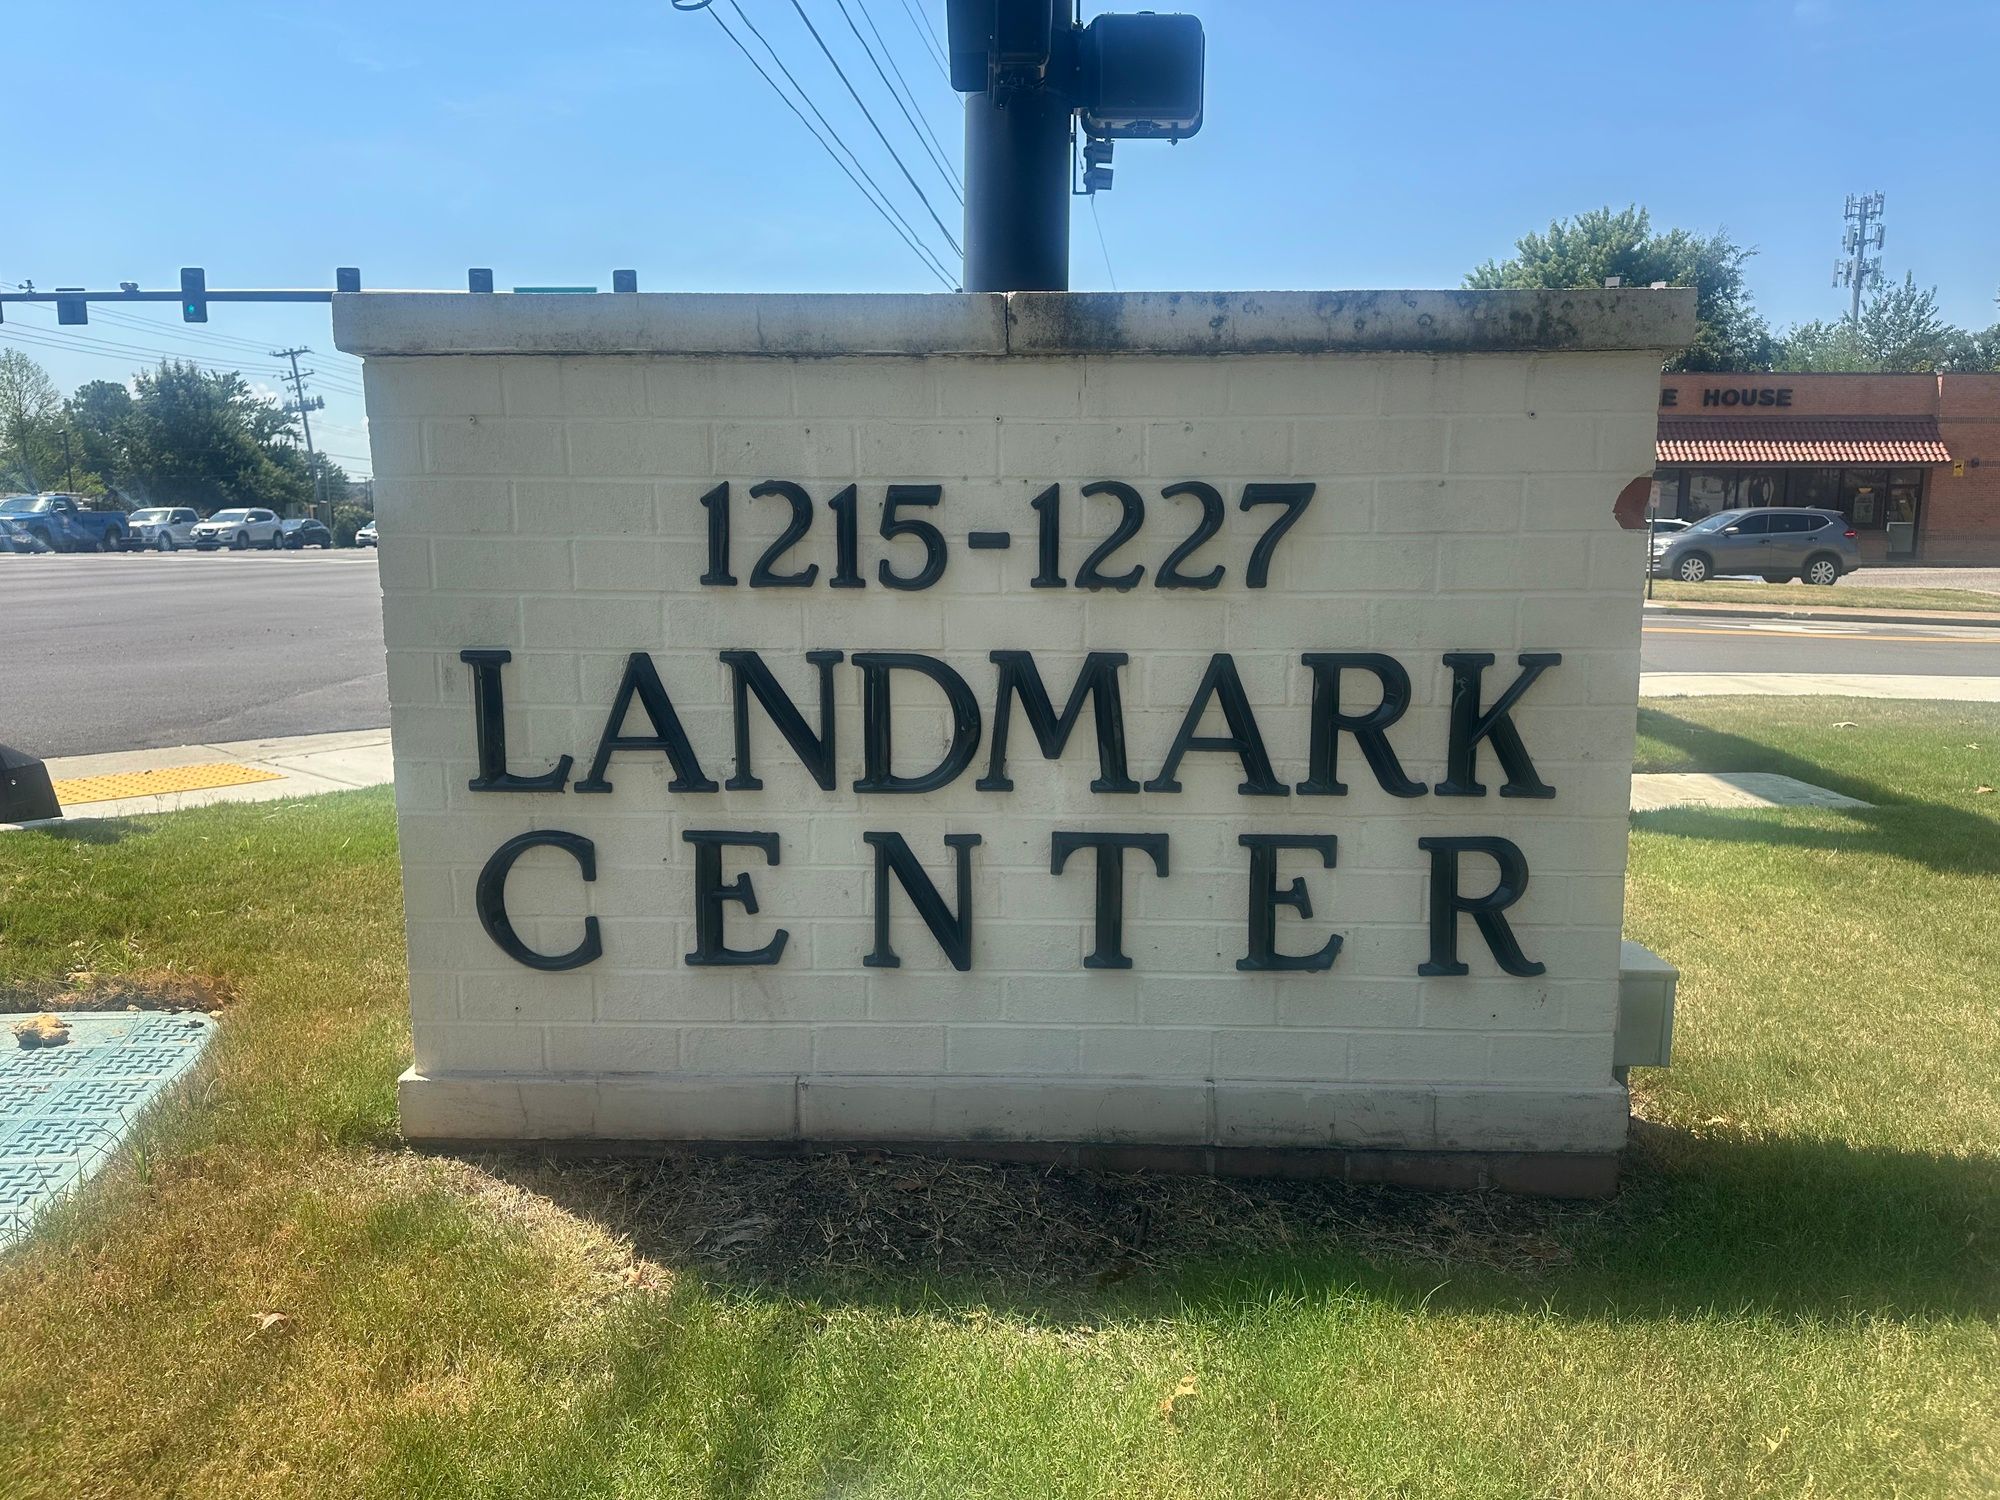 1215-1227
LANDMARK
CENTER
HOUSE